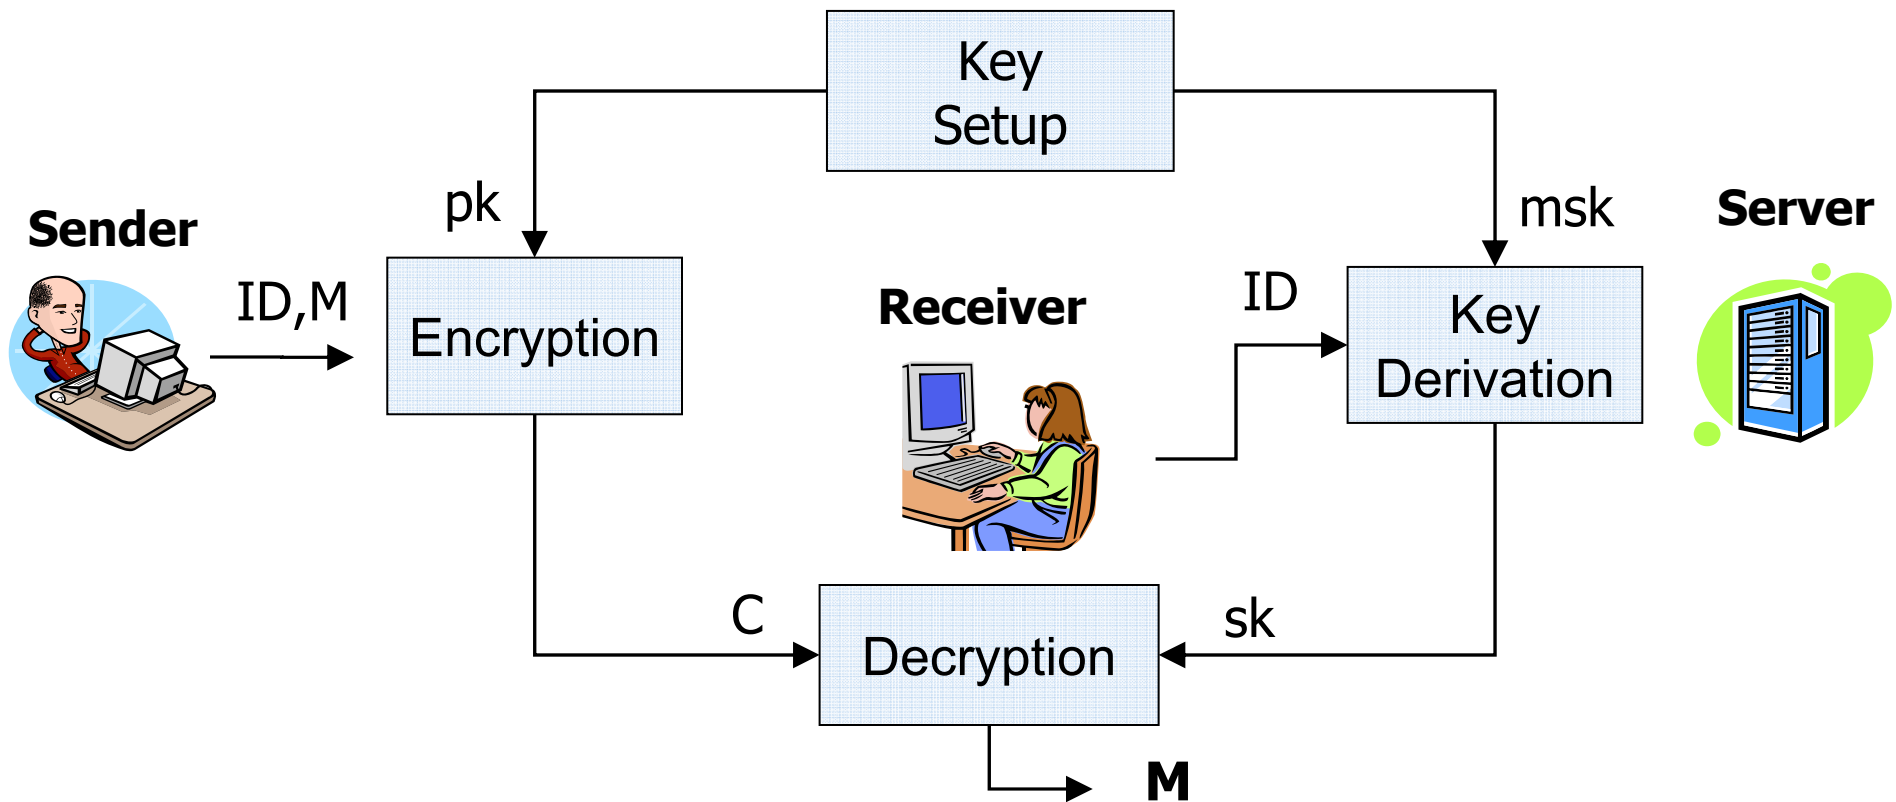 Key
Setup
pk
msk
Sender
Server
ID,M
Encryption
Receiver
ID
Key
Derivation
C
Decryption
sk
M